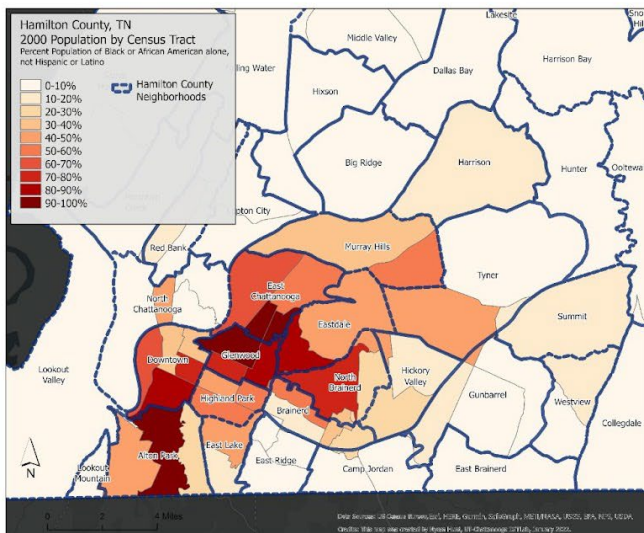 Hamilton County, TN
2000 Population by Census Tract
Percent Population of Black or African American alone,
not Hispanic or Latino
0-10%
10-20%
20-30%
30-40%
40-50%
50-60%
60-70%
70-80%
80-90%
90-100%
Hamilton County
Neighborhoods
Lakesite
Middle Valley
Dallas Bay
Harrison Bay
Hixson
Big Ridge
Harrison
Hunter
Ooltewa
Red Bank
Murray Hills
Tyner
East
Chattanooga
North
Chattanooga
Eastdale
Summit
Downtown
Glenwood
Lookout
Valley
Highland Park
North
Brainerd
Hickory
Valley
Gunbarrel
Westview
Brainerd
Collegedale
Alton Park
East Lake
East Ridge
Camp Jordan
East Brainerd
Lookout
Mountain
N
0 2 4 Miles